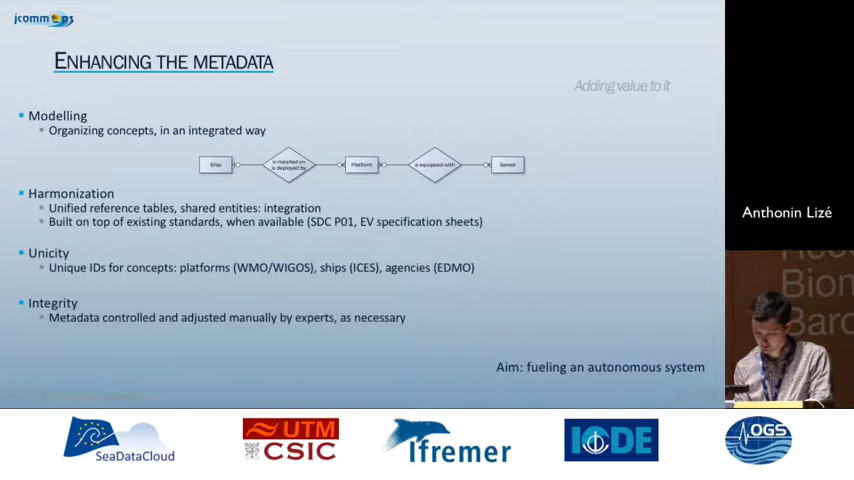 jcommops
ENHANCING THE METADATA
Adding value to it
Modelling
Organizing concepts, in an integrated way
Ship
is installed on
is deployed by
Platform
is equipped with
Sensor
Harmonization
Unified reference tables, shared entities: integration
Built on top of existing standards, when available (SDC P01, EV specification sheets)
Unicity
Unique IDs for concepts: platforms (WMO/WIGOS), ships (ICES), agencies (EDMO)
Integrity
Metadata controlled and adjusted manually by experts, as necessary
Aim: fueling an autonomous system
Anthonin Lizé
Bion
Barc
SeaDataCloud
UTM
CSIC
Ifremer
IODE
OGS